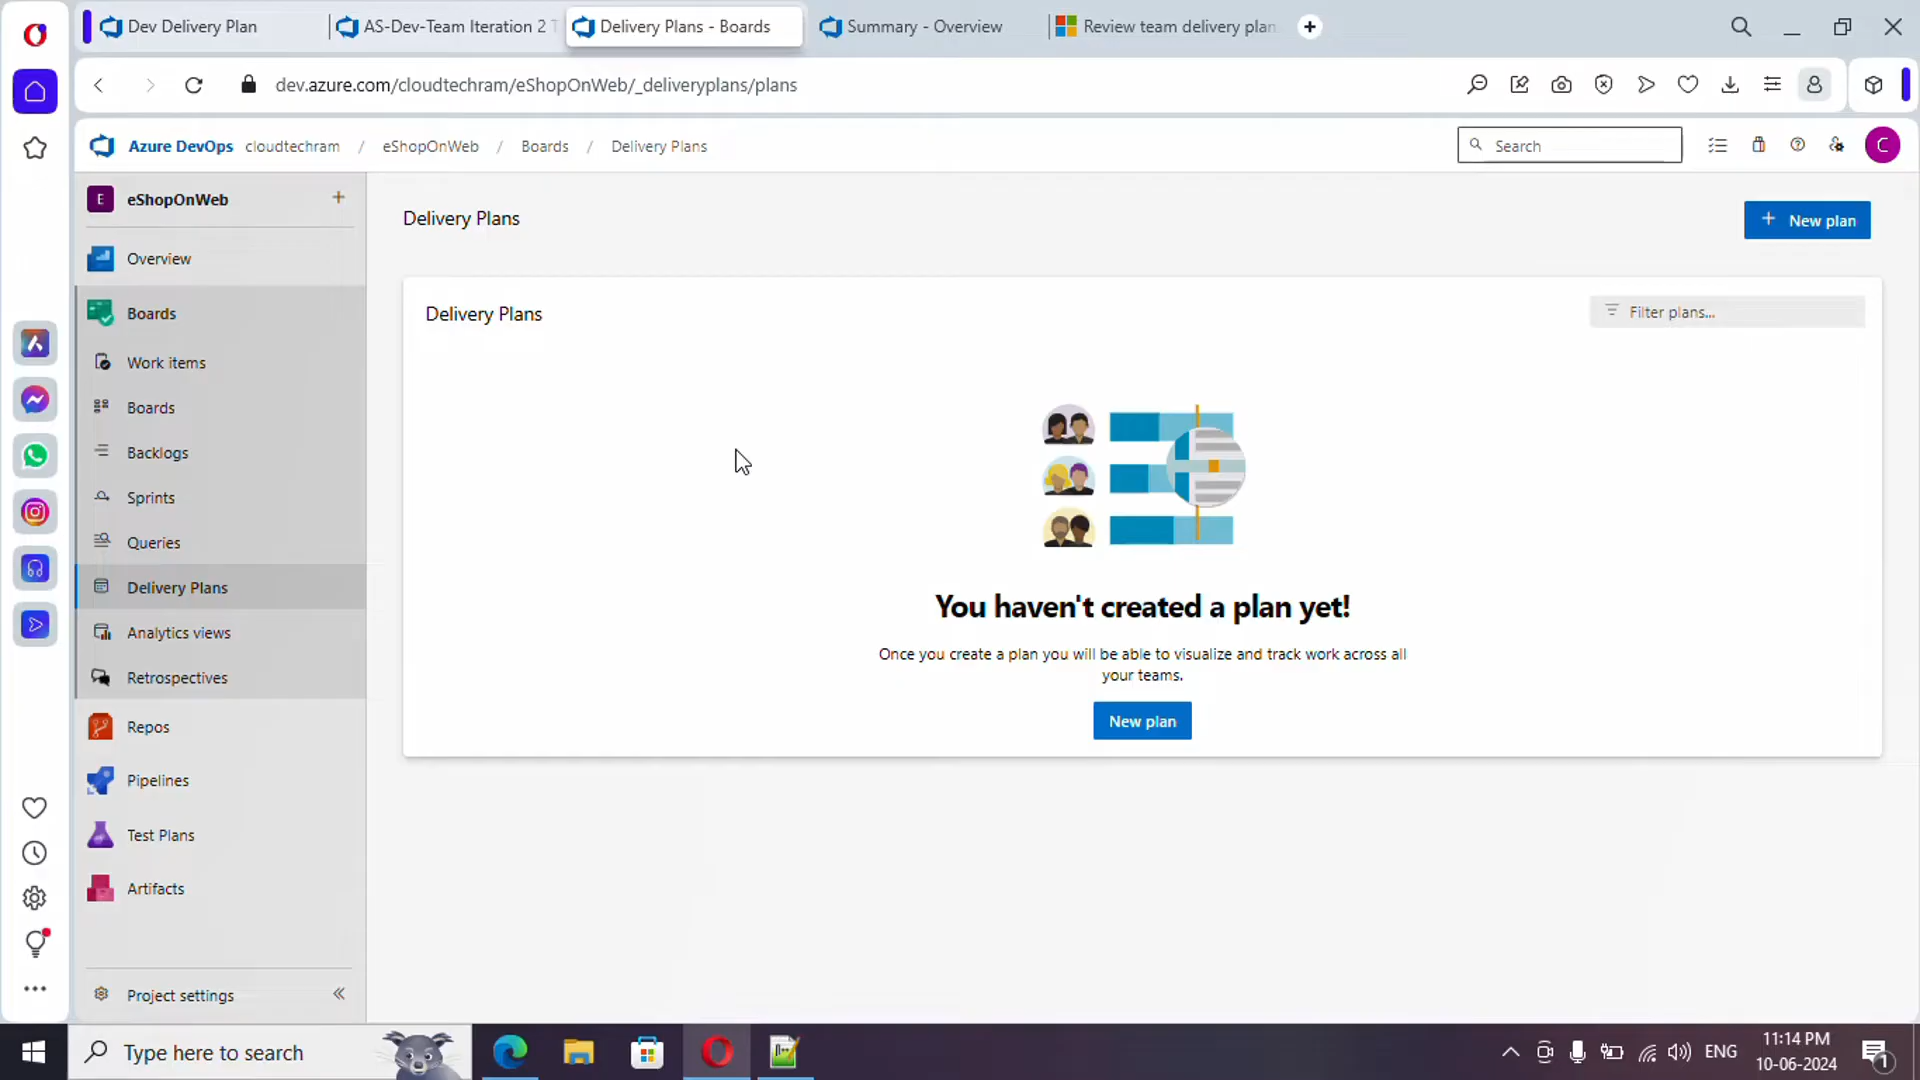 Dev Delivery Plan
AS-Dev-Team Iteration 2 T
Delivery Plans - Boards
Summary - Overview
Review team delivery plan
dev.azure.com/cloudtechram/eShopOnWeb/_deliveryplans/plans
Azure DevOps cloudtechram / eShopOnWeb / Boards / Delivery Plans
Search
C
E eShopOnWeb
Overview
Boards
Work items
Boards
Backlogs
Sprints
Queries
Delivery Plans
Analytics views
Retrospectives
Repos
Pipelines
Test Plans
Artifacts
Project settings
Delivery Plans
+ New plan
Delivery Plans
Filter plans...
You haven't created a plan yet!
Once you create a plan you will be able to visualize and track work across all
your teams.
New plan
Type here to search
ENG
11:14 PM
10-06-2024
1